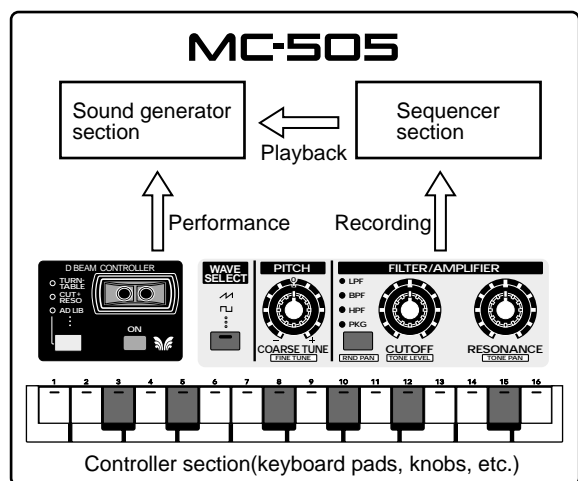 MC-505
Sound generator
section
Sequencer
section
Playback
Performance
Recording
D BEAM CONTROLLER
TURN-
TABLE
CUT+
RESO
AD LIB
ON
WAVE
SELECT
PITCH
0
− +
COARSE TUNE
FINE TUNE
FILTER/AMPLIFIER
LPF
BPF
HPF
PKG
RND PAN
CUTOFF
TONE LEVEL
RESONANCE
TONE PAN
1 2 3 4 5 6 7 8 9 10 11 12 13 14 15 16
Controller section(keyboard pads, knobs, etc.)